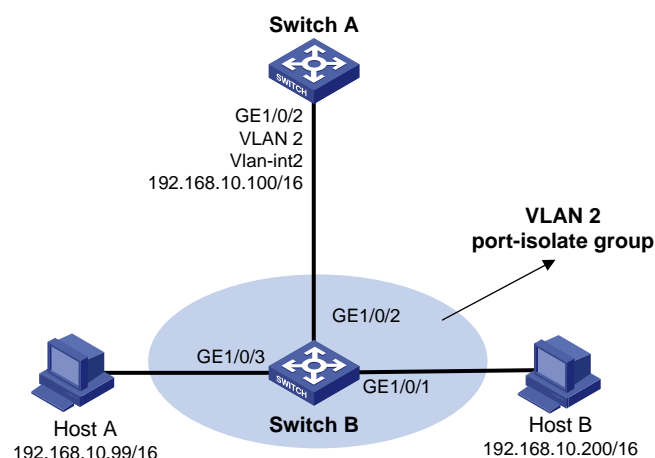 Switch A
SWITCH
GE1/0/2
VLAN 2
Vlan-int2
192.168.10.100/16
VLAN 2
port-isolate group
GE1/0/2
GE1/0/3
SWITCH
GE1/0/1
Switch B
Host A
192.168.10.99/16
Host B
192.168.10.200/16